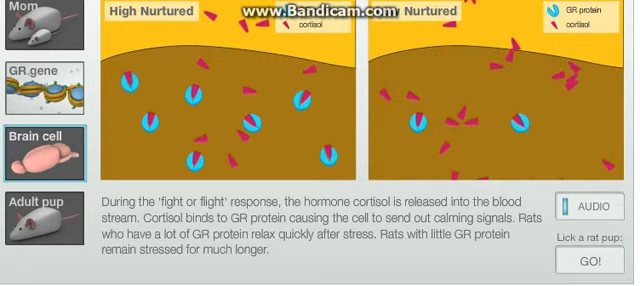 Mom
High Nurtured
www.Bandicam.com
Nurtured
cortisol
GR protein
cortisol
GR gene
Brain cell
Adult pup
During the 'fight or flight' response, the hormone cortisol is released into the blood
stream. Cortisol binds to GR protein causing the cell to send out calming signals. Rats
who have a lot of GR protein relax quickly after stress. Rats with little GR protein
remain stressed for much longer.
AUDIO
Lick a rat pup:
GO!